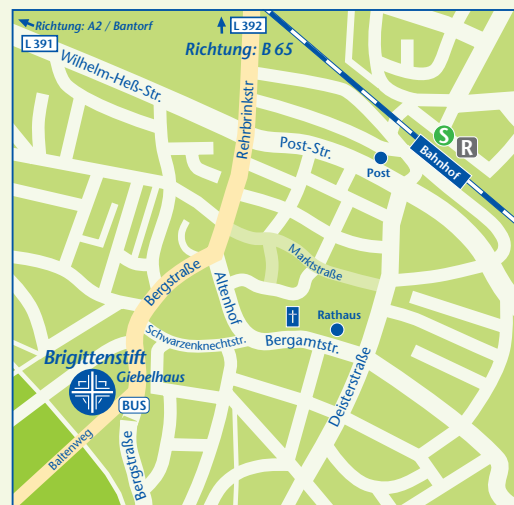 Richtung: A2 / Bantorf
L 391
L 392
Richtung: B 65
Wilhelm-Heß-Str.
Rehrbrinkstr
Post-Str.
S
R
Bahnhof
Post
Marktstraße
Bergstraße
Altenhof
Rathaus
Schwarzenknechtstr.
Bergamtstr.
Deisterstraße
Brigittenstift
Giebelhaus
BUS
Baltenweg
Bergstraße